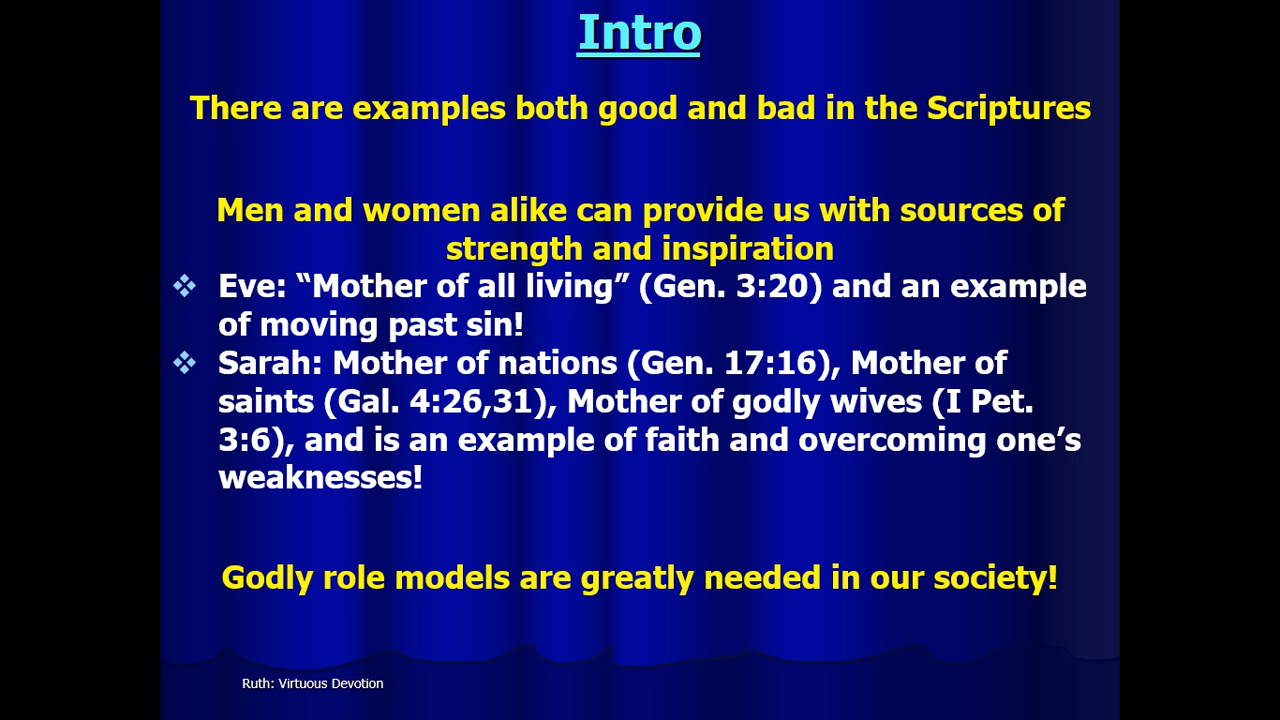 Intro
There are examples both good and bad in the Scriptures
Men and women alike can provide us with sources of
strength and inspiration
❖ Eve: “Mother of all living” (Gen. 3:20) and an example
of moving past sin!
❖ Sarah: Mother of nations (Gen. 17:16), Mother of
saints (Gal. 4:26,31), Mother of godly wives (I Pet.
3:6), and is an example of faith and overcoming one’s
weaknesses!
Godly role models are greatly needed in our society!
Ruth: Virtuous Devotion